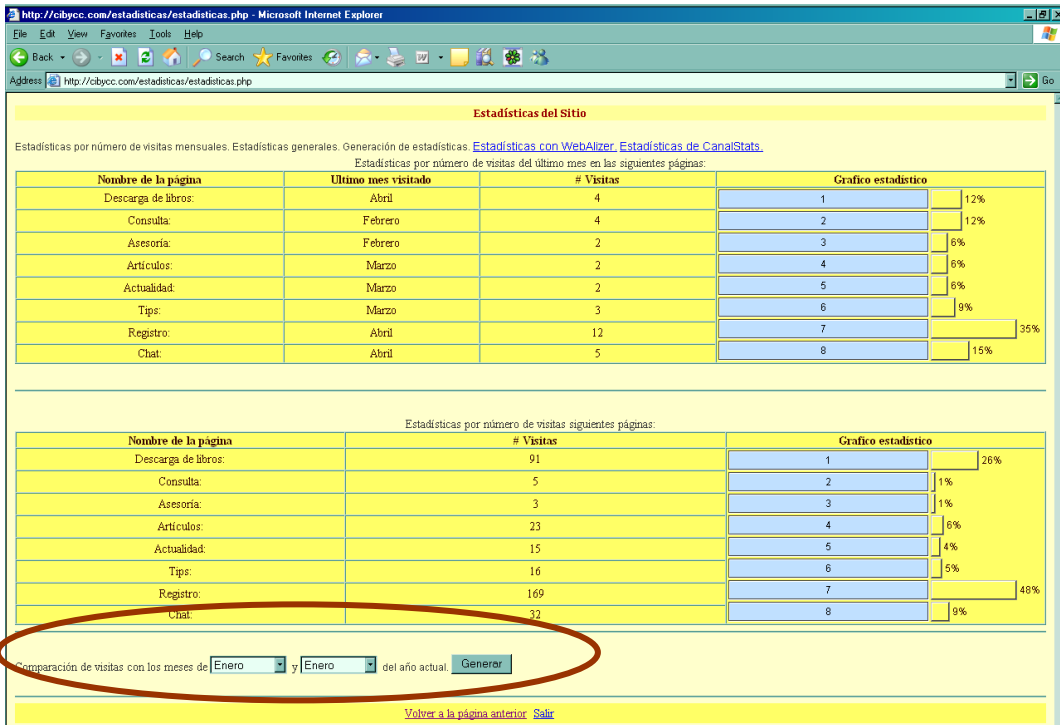 http://cibycc.com/estadisticas/estadisticas.php - Microsoft Internet Explorer
File Edit View Favorites Tools Help
Back Search Favorites
Address http://cibycc.com/estadisticas/estadisticas.php Go
Estadísticas del Sitio
Estadísticas por número de visitas mensuales. Estadísticas generales. Generación de estadísticas. Estadísticas con WebAlizer. Estadísticas de CanalStats.
Estadísticas por número de visitas del último mes en las siguientes páginas:
Nombre de la página Ultimo mes visitado # Visitas Grafico estadístico
Descarga de libros: Abril 4 1 12%
Consulta: Febrero 4 2 12%
Asesoría: Febrero 2 3 6%
Artículos: Marzo 2 4 6%
Actualidad: Marzo 2 5 6%
Tips: Marzo 3 6 9%
Registro: Abril 12 7 35%
Chat: Abril 5 8 15%
Estadísticas por número de visitas siguientes páginas:
Nombre de la página # Visitas Grafico estadístico
Descarga de libros: 91 1 26%
Consulta: 5 2 1%
Asesoría: 3 3 1%
Artículos: 23 4 6%
Actualidad: 15 5 4%
Tips: 16 6 5%
Registro: 169 7 48%
Chat: 32 8 9%
Comparación de visitas con los meses de Enero y Enero del año actual. Generar
Volver a la página anterior Salir